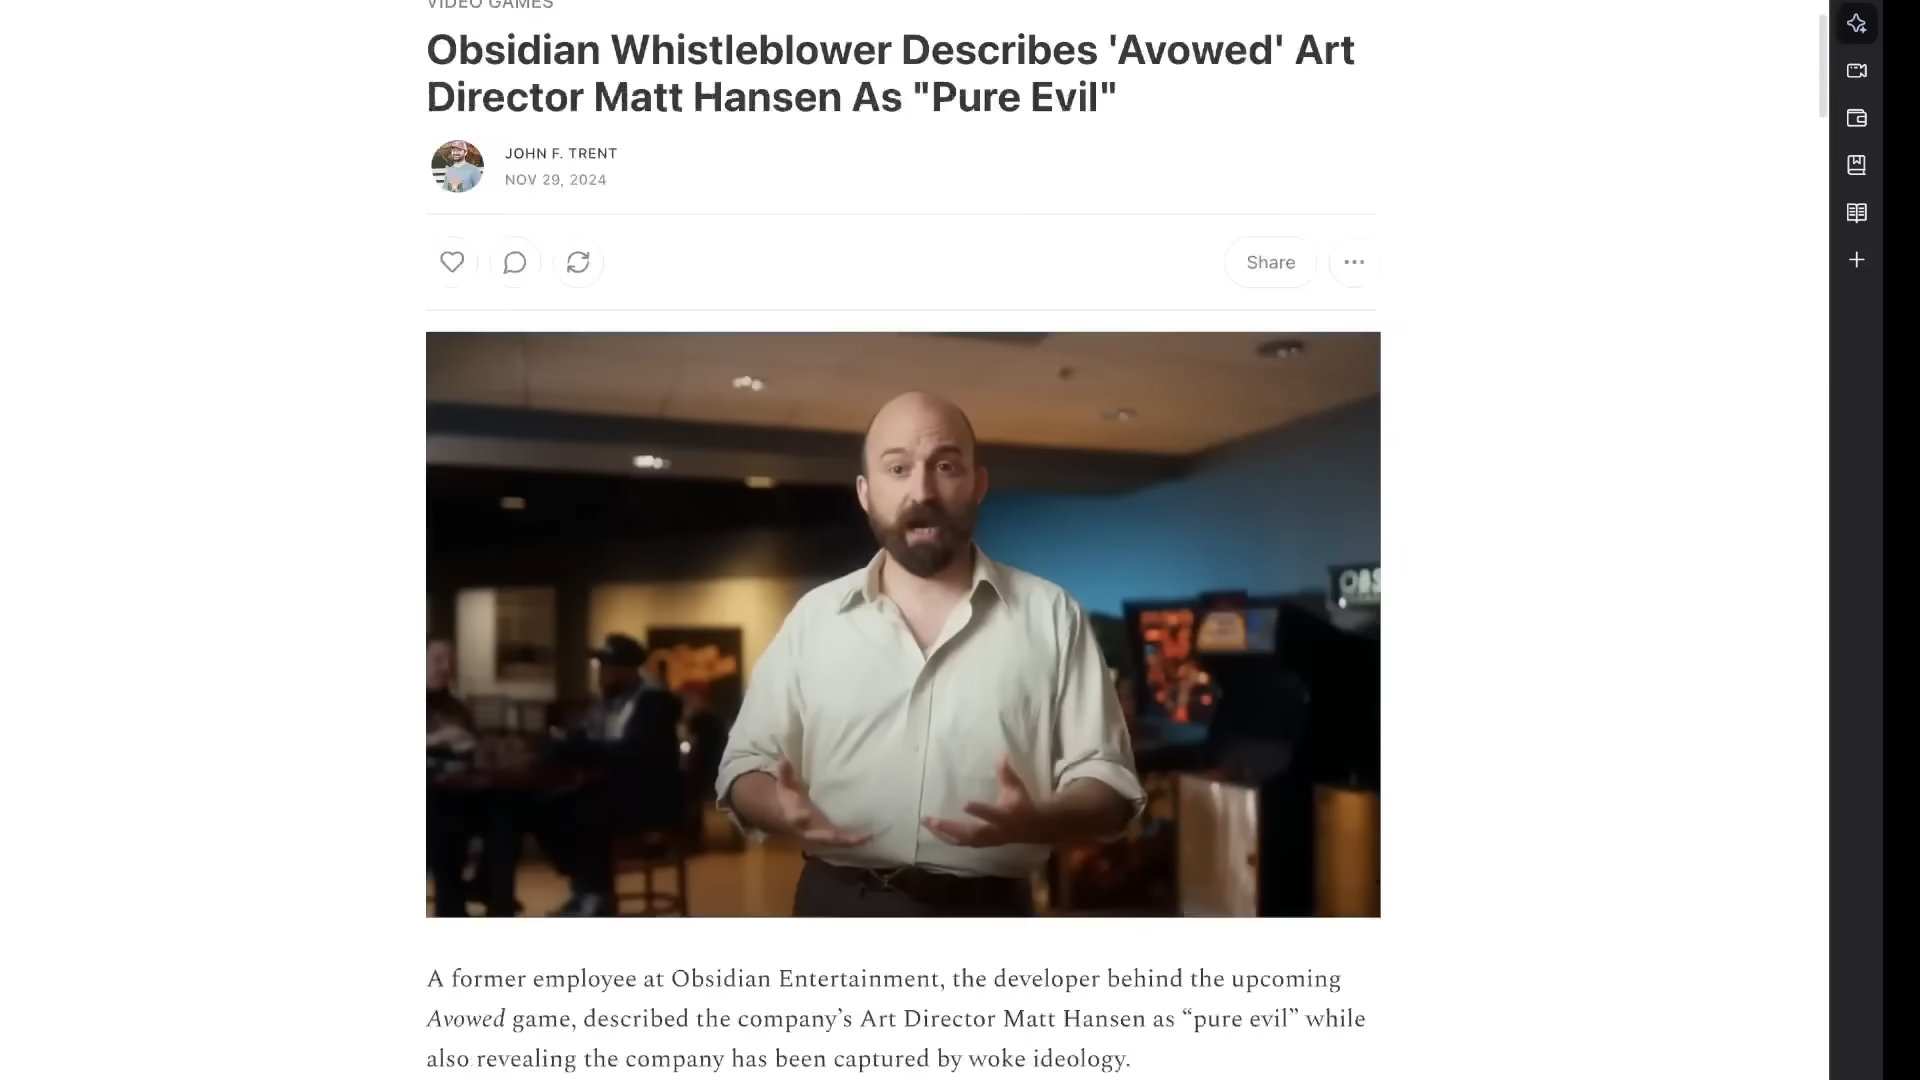 VIDEO GAMES
Obsidian Whistleblower Describes 'Avowed' Art
Director Matt Hansen As "Pure Evil"
JOHN F. TRENT
NOV 29, 2024
Share
OBS
A former employee at Obsidian Entertainment, the developer behind the upcoming
Avowed game, described the company’s Art Director Matt Hansen as “pure evil” while
also revealing the company has been captured by woke ideology.